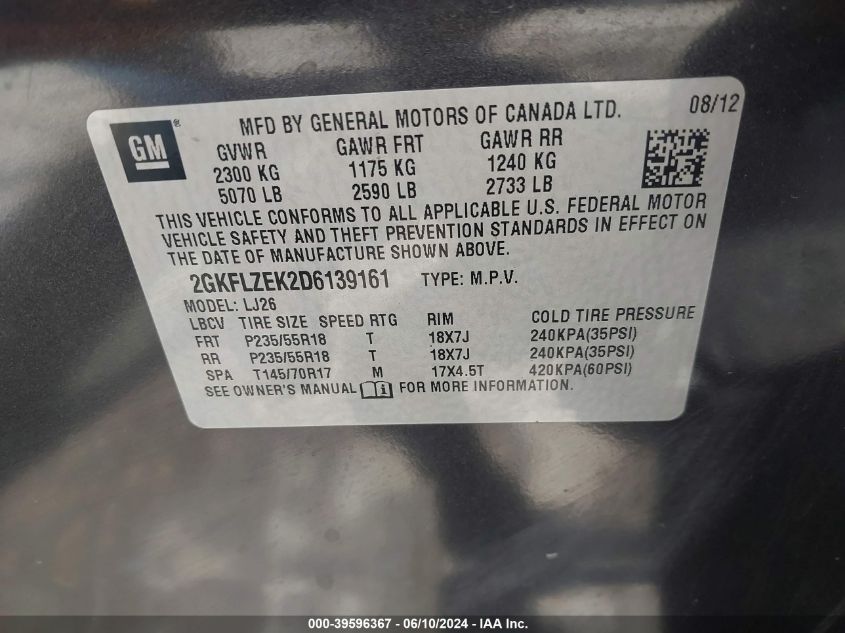 GM ® MFD BY GENERAL MOTORS OF CANADA LTD. 08/12
GVWR GAWR FRT GAWR RR
2300 KG 1175 KG 1240 KG
5070 LB 2590 LB 2733 LB
THIS VEHICLE CONFORMS TO ALL APPLICABLE U.S. FEDERAL MOTOR
VEHICLE SAFETY AND THEFT PREVENTION STANDARDS IN EFFECT ON
THE DATE OF MANUFACTURE SHOWN ABOVE.
2GKFLZEK2D6139161 TYPE: M.P.V.
MODEL: LJ26
LBCV TIRE SIZE SPEED RTG RIM COLD TIRE PRESSURE
FRT P235/55R18 T 18X7J 240KPA(35PSI)
RR P235/55R18 T 18X7J 240KPA(35PSI)
SPA T145/70R17 M 17X4.5T 420KPA(60PSI)
SEE OWNER'S MANUAL i FOR MORE INFORMATION.
000-39596367 - 06/10/2024 - IAA Inc.